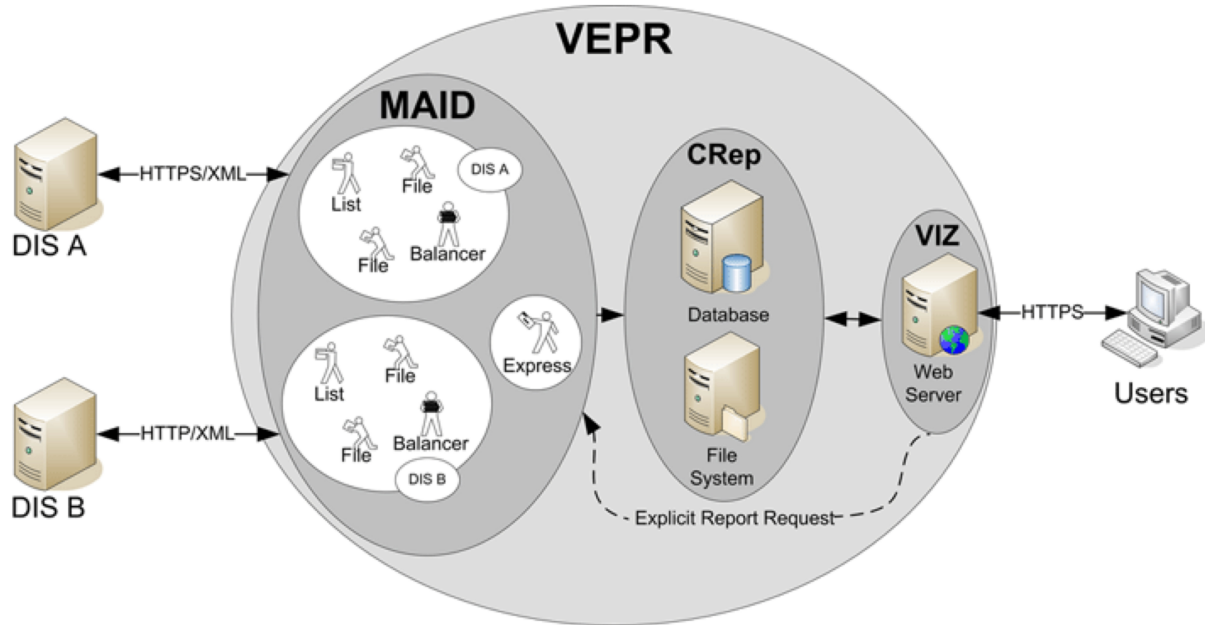 VEPR
MAID
DIS A
HTTPS/XML
List
File
DIS A
File
Balancer
CRep
Database
File
System
VIZ
Web
Server
HTTPS
Users
Express
List
File
File
Balancer
DIS B
HTTP/XML
DIS B
Explicit Report Request